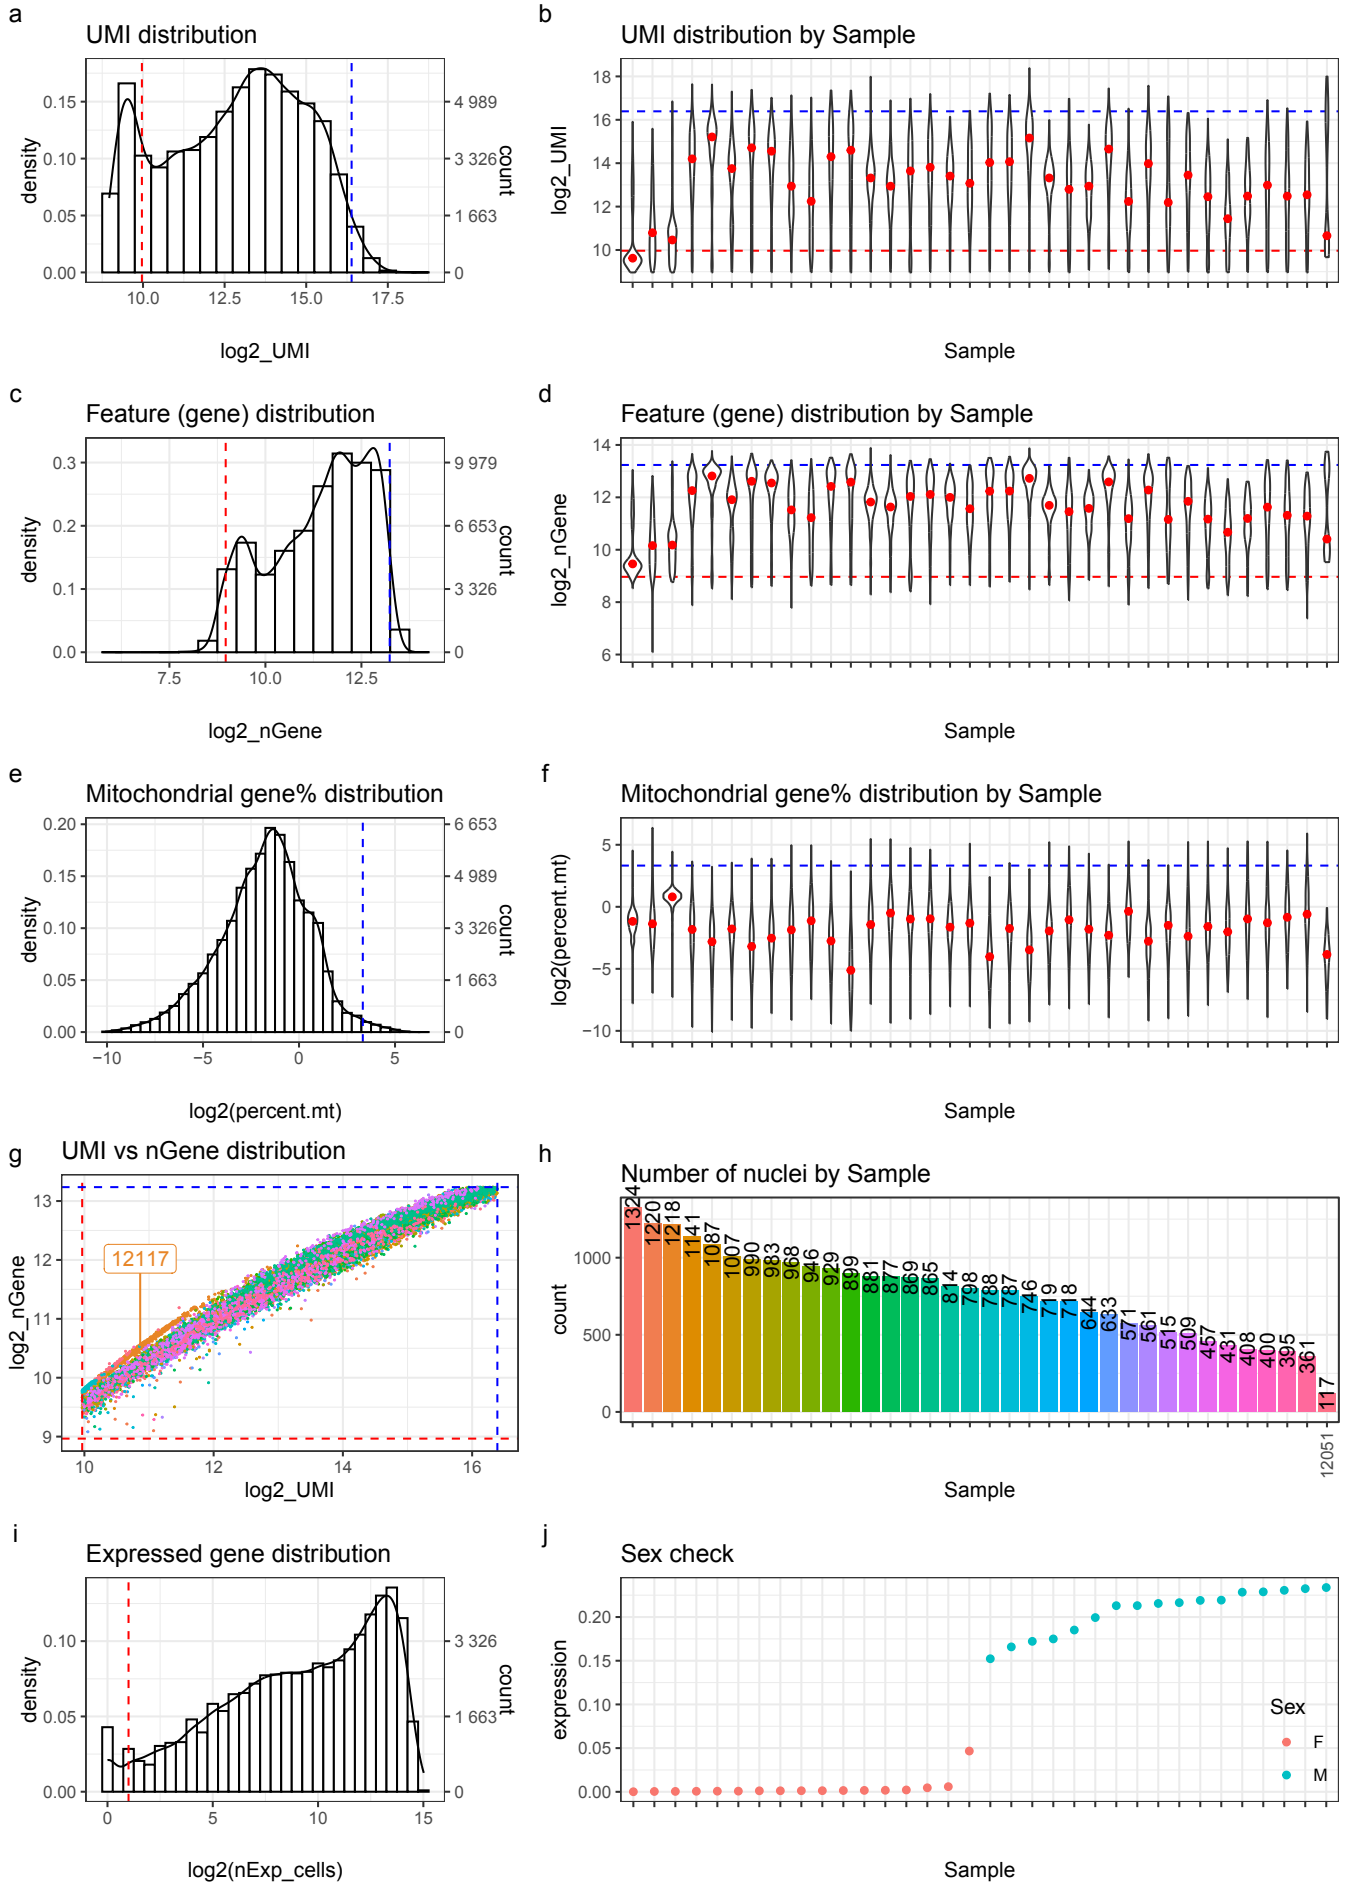 a
UMI distribution
density
0.15
0.10
0.05
0.00
4 989
3 326
1 663
0
count
10.0 12.5 15.0 17.5
log2_UMI
b
UMI distribution by Sample
log2_UMI
18
16
14
12
10
Sample
c
Feature (gene) distribution
density
0.3
0.2
0.1
0.0
9 979
6 653
3 326
0
count
7.5 10.0 12.5
log2_nGene
d
Feature (gene) distribution by Sample
log2_nGene
14
12
10
8
6
Sample
e
Mitochondrial gene% distribution
density
0.20
0.15
0.10
0.05
0.00
6 653
4 989
3 326
1 663
0
count
−10 −5 0 5
log2(percent.mt)
f
Mitochondrial gene% distribution by Sample
log2(percent.mt)
5
0
−5
−10
Sample
g
UMI vs nGene distribution
log2_nGene
13
12
11
10
9
12117
10 12 14 16
log2_UMI
h
Number of nuclei by Sample
count
1000
500
0
1324 1220 1218 1141 1087 1007 990 983 968 946 929 899 881 877 869 865 814 798 788 787 746 719 718 644 633 571 561 515 509 457 431 408 400 395 361 117
12051
Sample
i
Expressed gene distribution
density
0.10
0.05
0.00
3 326
1 663
0
count
0 5 10 15
log2(nExp_cells)
j
Sex check
expression
0.20
0.15
0.10
0.05
0.00
Sex
F
M
Sample